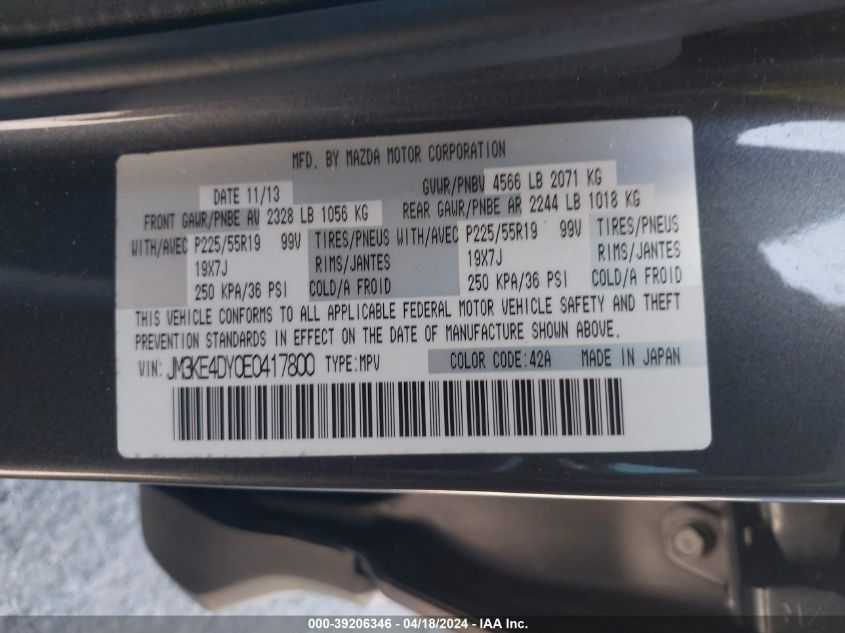 MFD. BY MAZDA MOTOR CORPORATION
DATE 11/13 GVWR/PNBV 4566 LB 2071 KG
FRONT GAWR/PNBE AV 2328 LB 1056 KG REAR GAWR/PNBE AR 2244 LB 1018 KG
WITH/AVEC P225/55R19 99V TIRES/PNEUS WITH/AVEC P225/55R19 99V TIRES/PNEUS
19X7J RIMS/JANTES 19X7J RIMS/JANTES
250 KPA/36 PSI COLD/A FROID 250 KPA/36 PSI COLD/A FROID
THIS VEHICLE CONFORMS TO ALL APPLICABLE FEDERAL MOTOR VEHICLE SAFETY AND THEFT
PREVENTION STANDARDS IN EFFECT ON THE DATE OF MANUFACTURE SHOWN ABOVE.
VIN: JM3KE4DY0E0417800 TYPE:MPV COLOR CODE:42A MADE IN JAPAN
000-39206346 - 04/18/2024 - Copyright IAA, Inc.